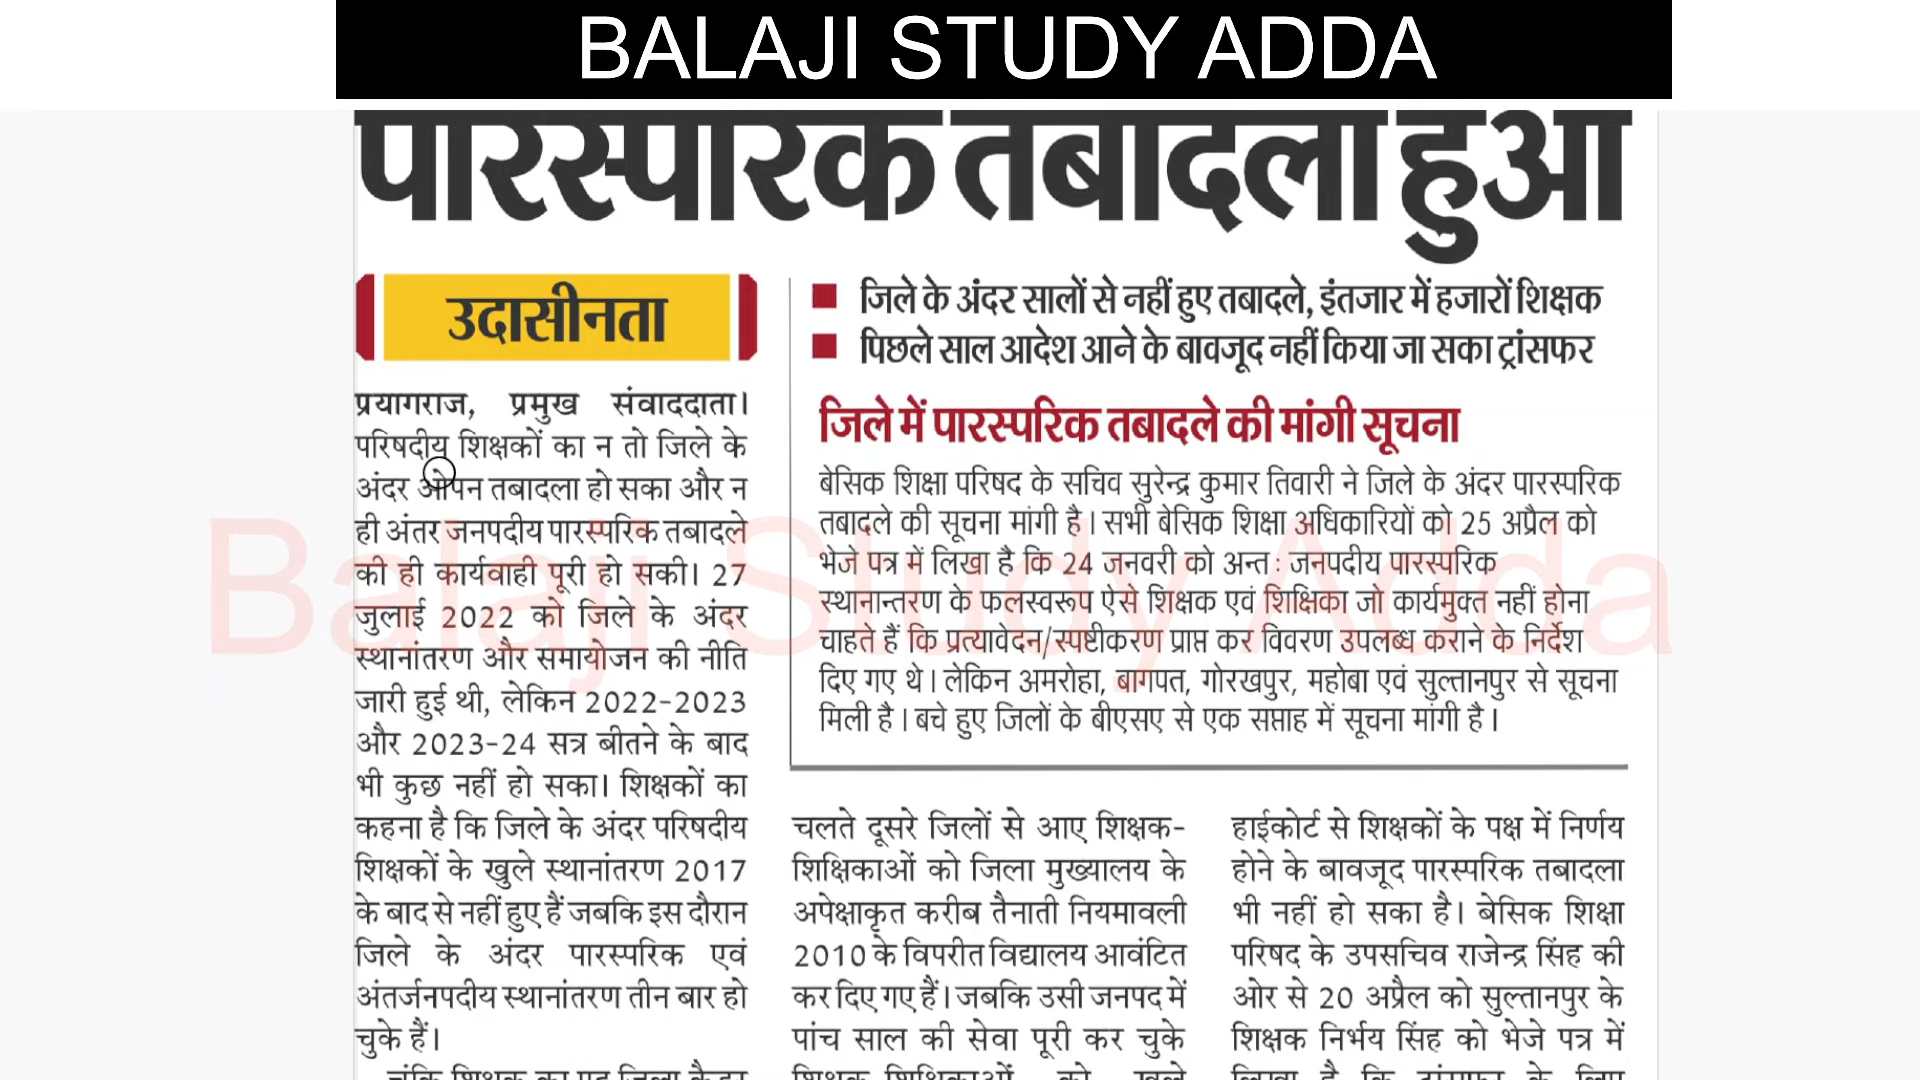 BALAJI STUDY ADDA
पारस्परिक तबादला हुआ
उदासीनता
जिले के अंदर सालों से नहीं हुए तबादले, इंतजार में हजारों शिक्षक
पिछले साल आदेश आने के बावजूद नहीं किया जा सका ट्रांसफर
प्रयागराज, प्रमुख संवाददाता।
परिषदीय शिक्षकों का न तो जिले के
अंदर ओपन तबादला हो सका और न
ही अंतर जनपदीय पारस्परिक तबादले
की ही कार्यवाही पूरी हो सकी। 27
जुलाई 2022 को जिले के अंदर
स्थानांतरण और समायोजन की नीति
जारी हुई थी, लेकिन 2022-2023
और 2023-24 सत्र बीतने के बाद
भी कुछ नहीं हो सका। शिक्षकों का
कहना है कि जिले के अंदर परिषदीय
शिक्षकों के खुले स्थानांतरण 2017
के बाद से नहीं हुए हैं जबकि इस दौरान
जिले के अंदर पारस्परिक एवं
अंतर्जनपदीय स्थानांतरण तीन बार हो
चुके हैं।
जिले में पारस्परिक तबादले की मांगी सूचना
बेसिक शिक्षा परिषद के सचिव सुरेन्द्र कुमार तिवारी ने जिले के अंदर पारस्परिक
तबादले की सूचना मांगी है। सभी बेसिक शिक्षा अधिकारियों को 25 अप्रैल को
भेजे पत्र में लिखा है कि 24 जनवरी को अन्त: जनपदीय पारस्परिक
स्थानान्तरण के फलस्वरूप ऐसे शिक्षक एवं शिक्षिका जो कार्यमुक्त नहीं होना
चाहते हैं कि प्रत्यावेदन/स्पष्टीकरण प्राप्त कर विवरण उपलब्ध कराने के निर्देश
दिए गए थे। लेकिन अमरोहा, बागपत, गोरखपुर, महोबा एवं सुल्तानपुर से सूचना
मिली है। बचे हुए जिलों के बीएसए से एक सप्ताह में सूचना मांगी है।
चलते दूसरे जिलों से आए शिक्षक-
शिक्षिकाओं को जिला मुख्यालय के
अपेक्षाकृत करीब तैनाती नियमावली
2010 के विपरीत विद्यालय आवंटित
कर दिए गए हैं। जबकि उसी जनपद में
पांच साल की सेवा पूरी कर चुके
हाईकोर्ट से शिक्षकों के पक्ष में निर्णय
होने के बावजूद पारस्परिक तबादला
भी नहीं हो सका है। बेसिक शिक्षा
परिषद के उपसचिव राजेन्द्र सिंह की
ओर से 20 अप्रैल को सुल्तानपुर के
शिक्षक निर्भय सिंह को भेजे पत्र में
Balaji Study Adda